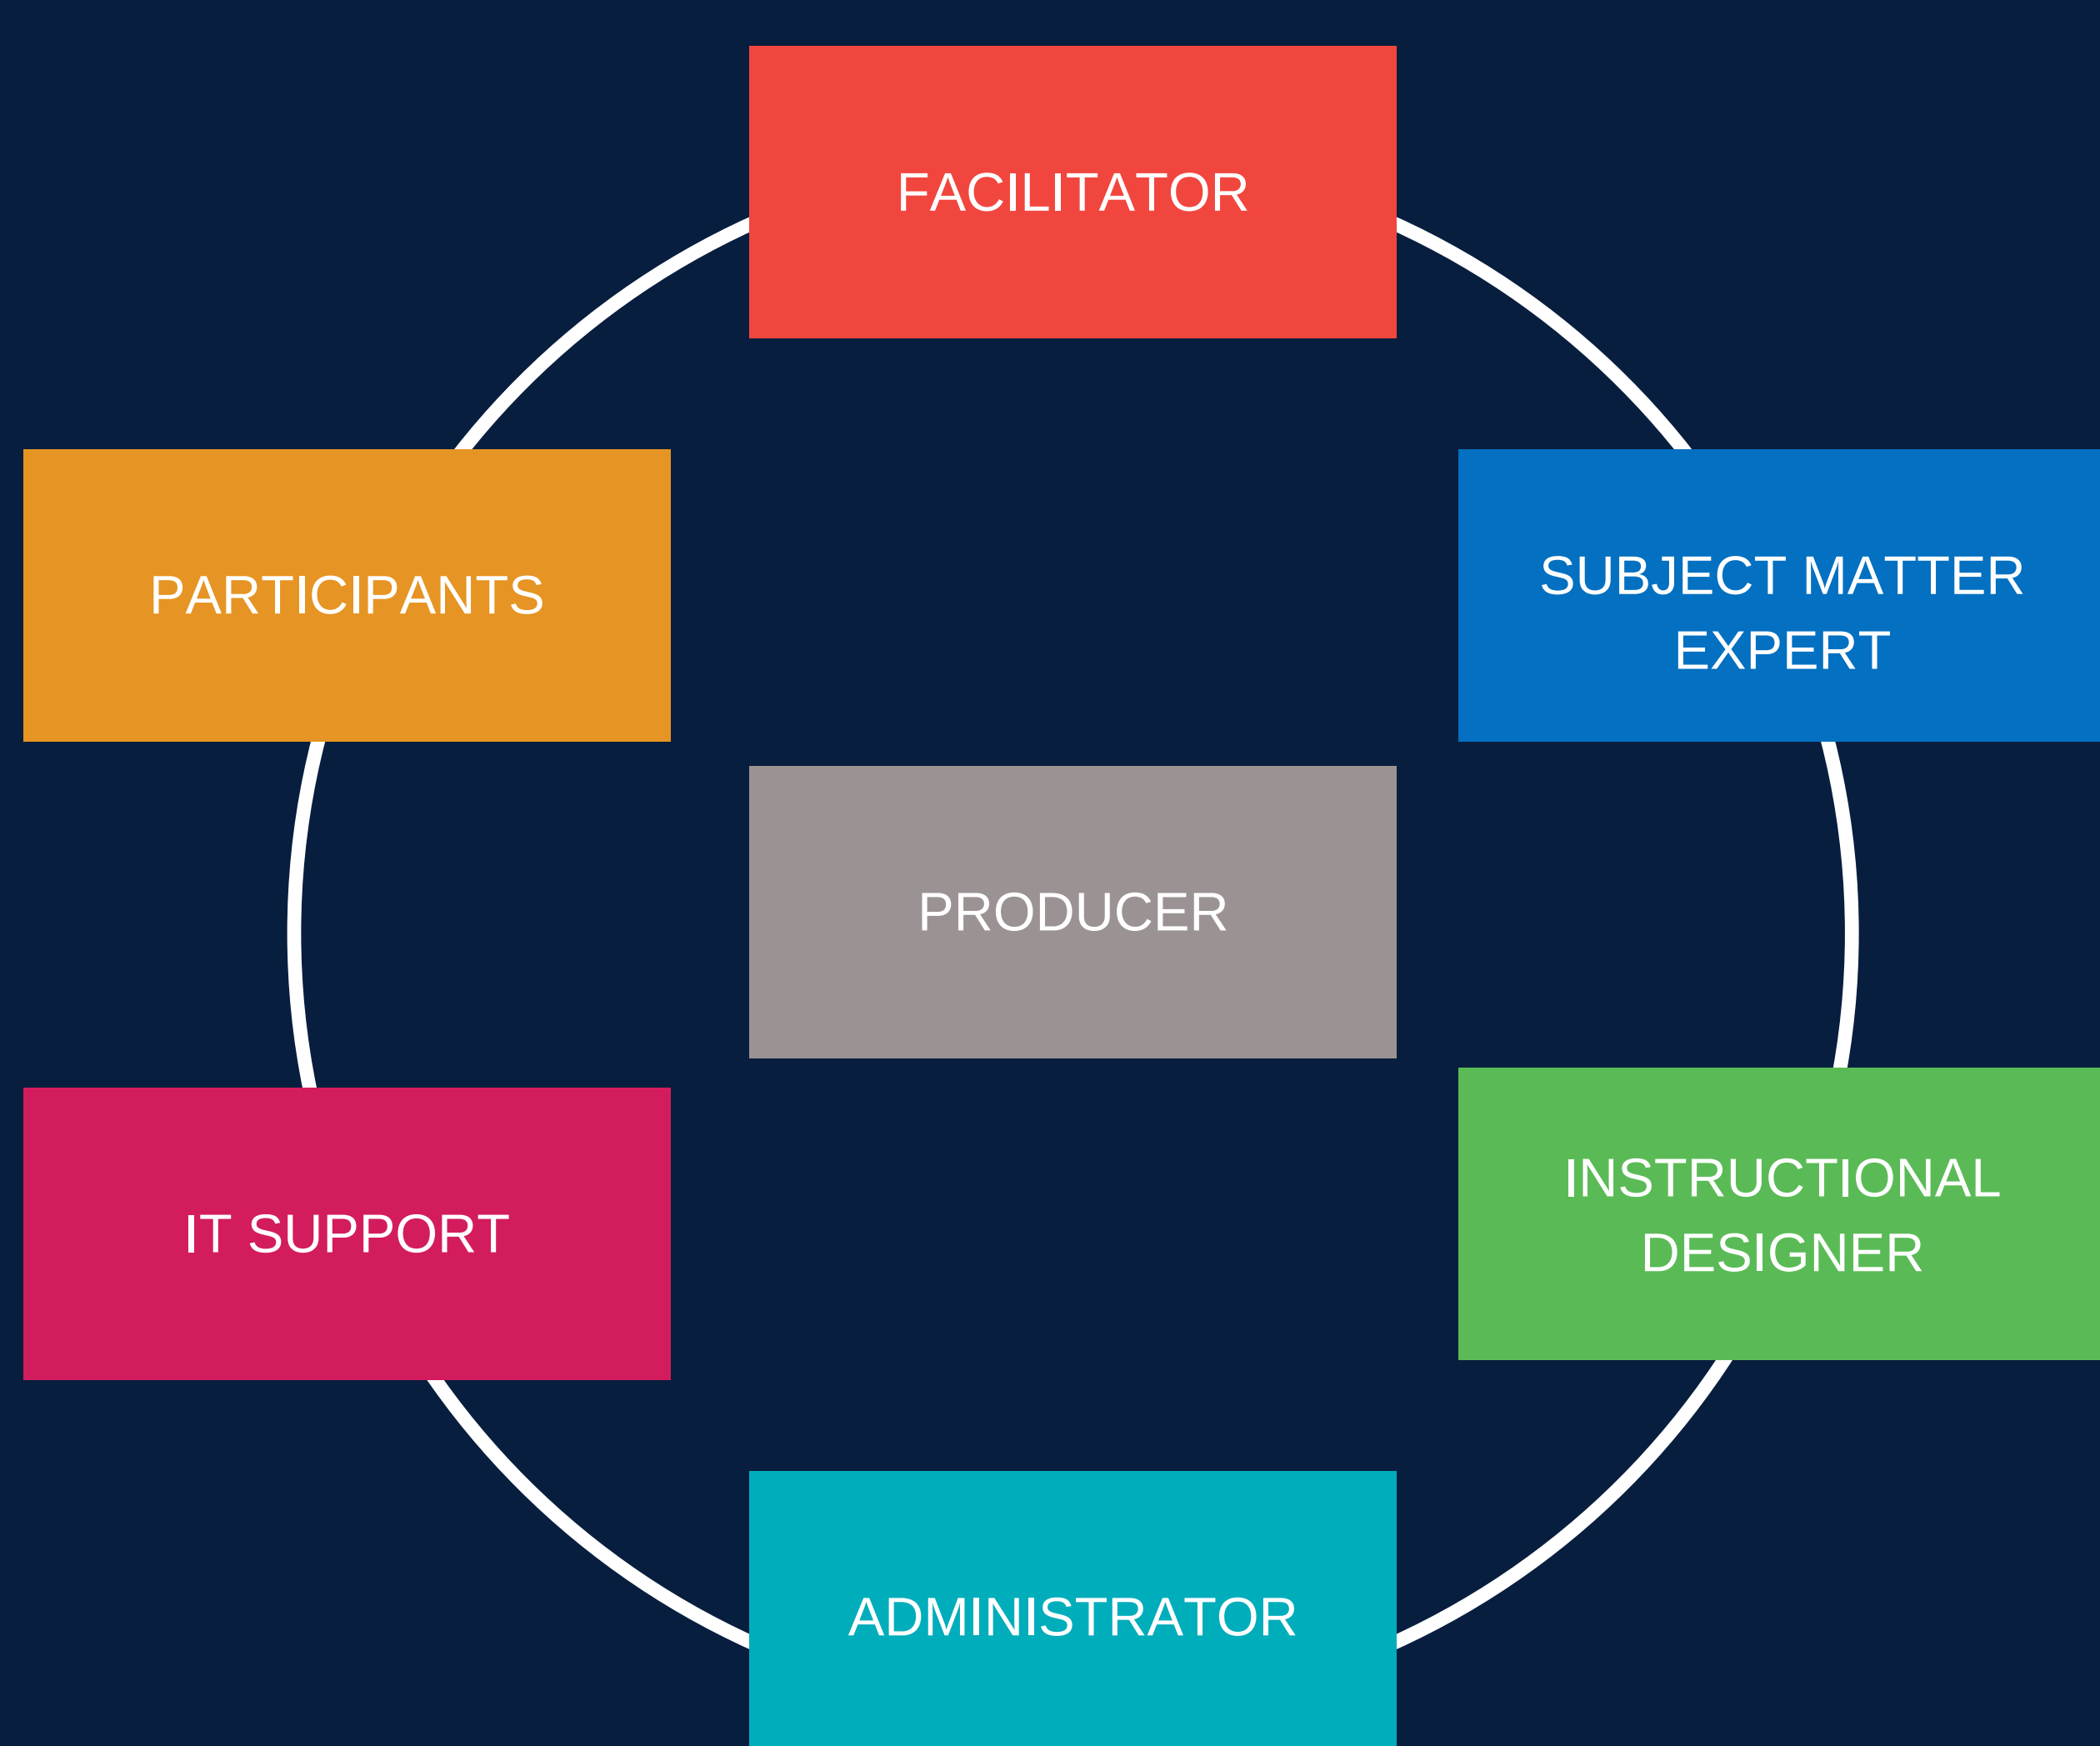 FACILITATOR
PARTICIPANTS
SUBJECT MATTER
EXPERT
PRODUCER
IT SUPPORT
INSTRUCTIONAL
DESIGNER
ADMINISTRATOR